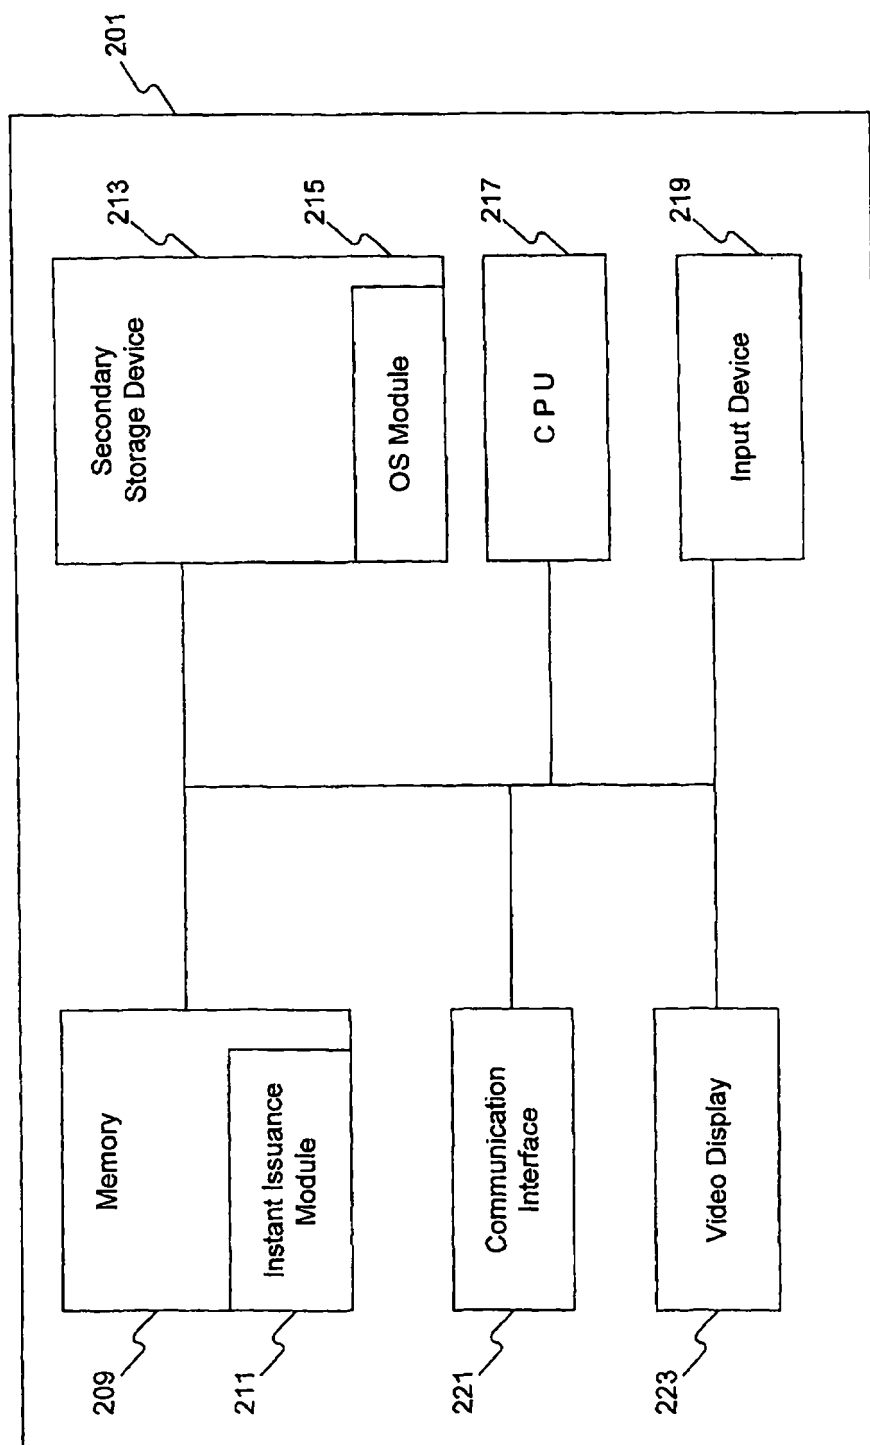 201
Memory
Instant Issuance
Module
209
211
Secondary
Storage Device
OS Module
213
215
Communication
Interface
221
C P U
217
Video Display
223
Input Device
219